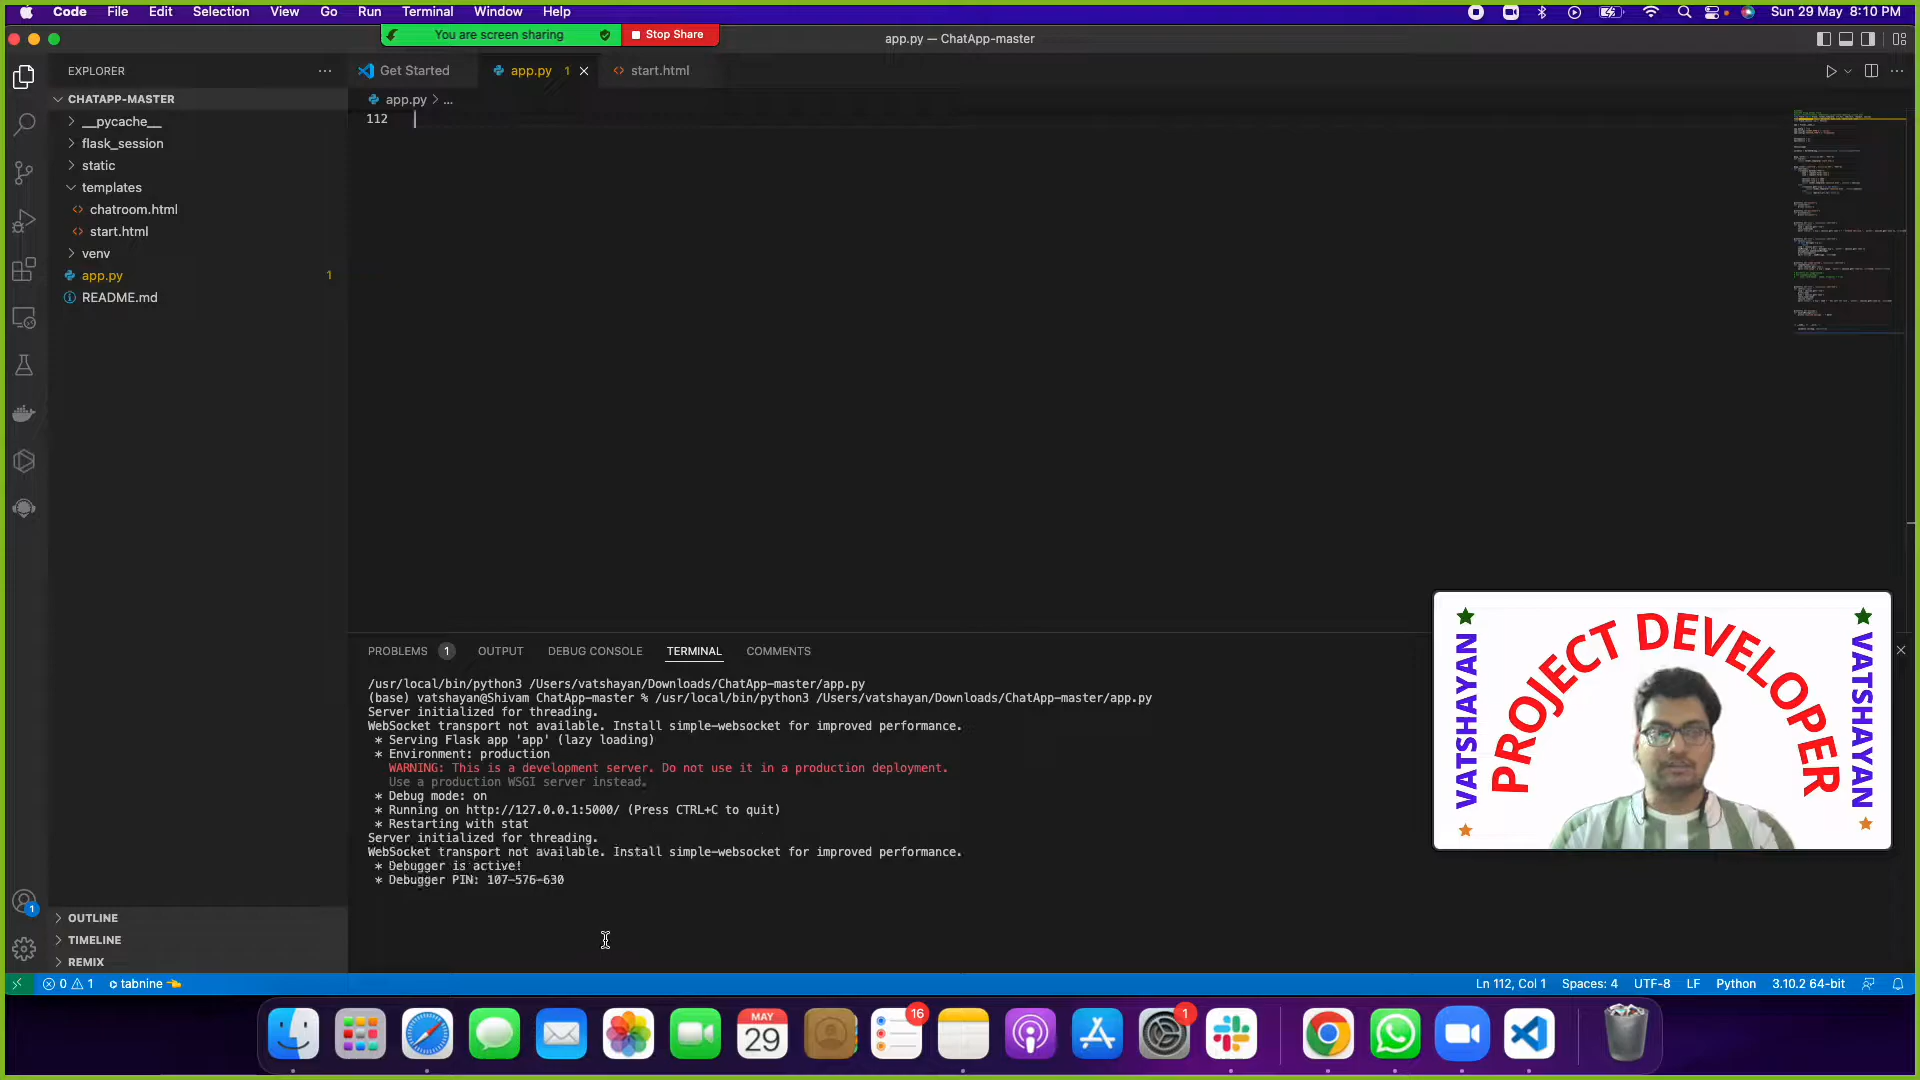 Code File Edit Selection View Go Run Terminal Window Help
Sun 29 May 8:10 PM
You are screen sharing
Stop Share
app.py — ChatApp-master
EXPLORER
Get Started
app.py 1
start.html
CHATAPP-MASTER
app.py > ...
112
__pycache__
flask_session
static
templates
chatroom.html
start.html
venv
app.py 1
README.md
PROBLEMS 1 OUTPUT DEBUG CONSOLE TERMINAL COMMENTS
/usr/local/bin/python3 /Users/vatshayan/Downloads/ChatApp-master/app.py
(base) vatshayan@Shivam ChatApp-master % /usr/local/bin/python3 /Users/vatshayan/Downloads/ChatApp-master/app.py
Server initialized for threading.
WebSocket transport not available. Install simple-websocket for improved performance.
* Serving Flask app 'app' (lazy loading)
* Environment: production
WARNING: This is a development server. Do not use it in a production deployment.
Use a production WSGI server instead.
* Debug mode: on
* Running on http://127.0.0.1:5000/ (Press CTRL+C to quit)
* Restarting with stat
Server initialized for threading.
WebSocket transport not available. Install simple-websocket for improved performance.
* Debugger is active!
* Debugger PIN: 107-576-630
VATSHAYAN
PROJECT DEVELOPER
VATSHAYAN
1
OUTLINE
TIMELINE
REMIX
0 1 tabnine
Ln 112, Col 1 Spaces: 4 UTF-8 LF Python 3.10.2 64-bit
MAY
29
16
1